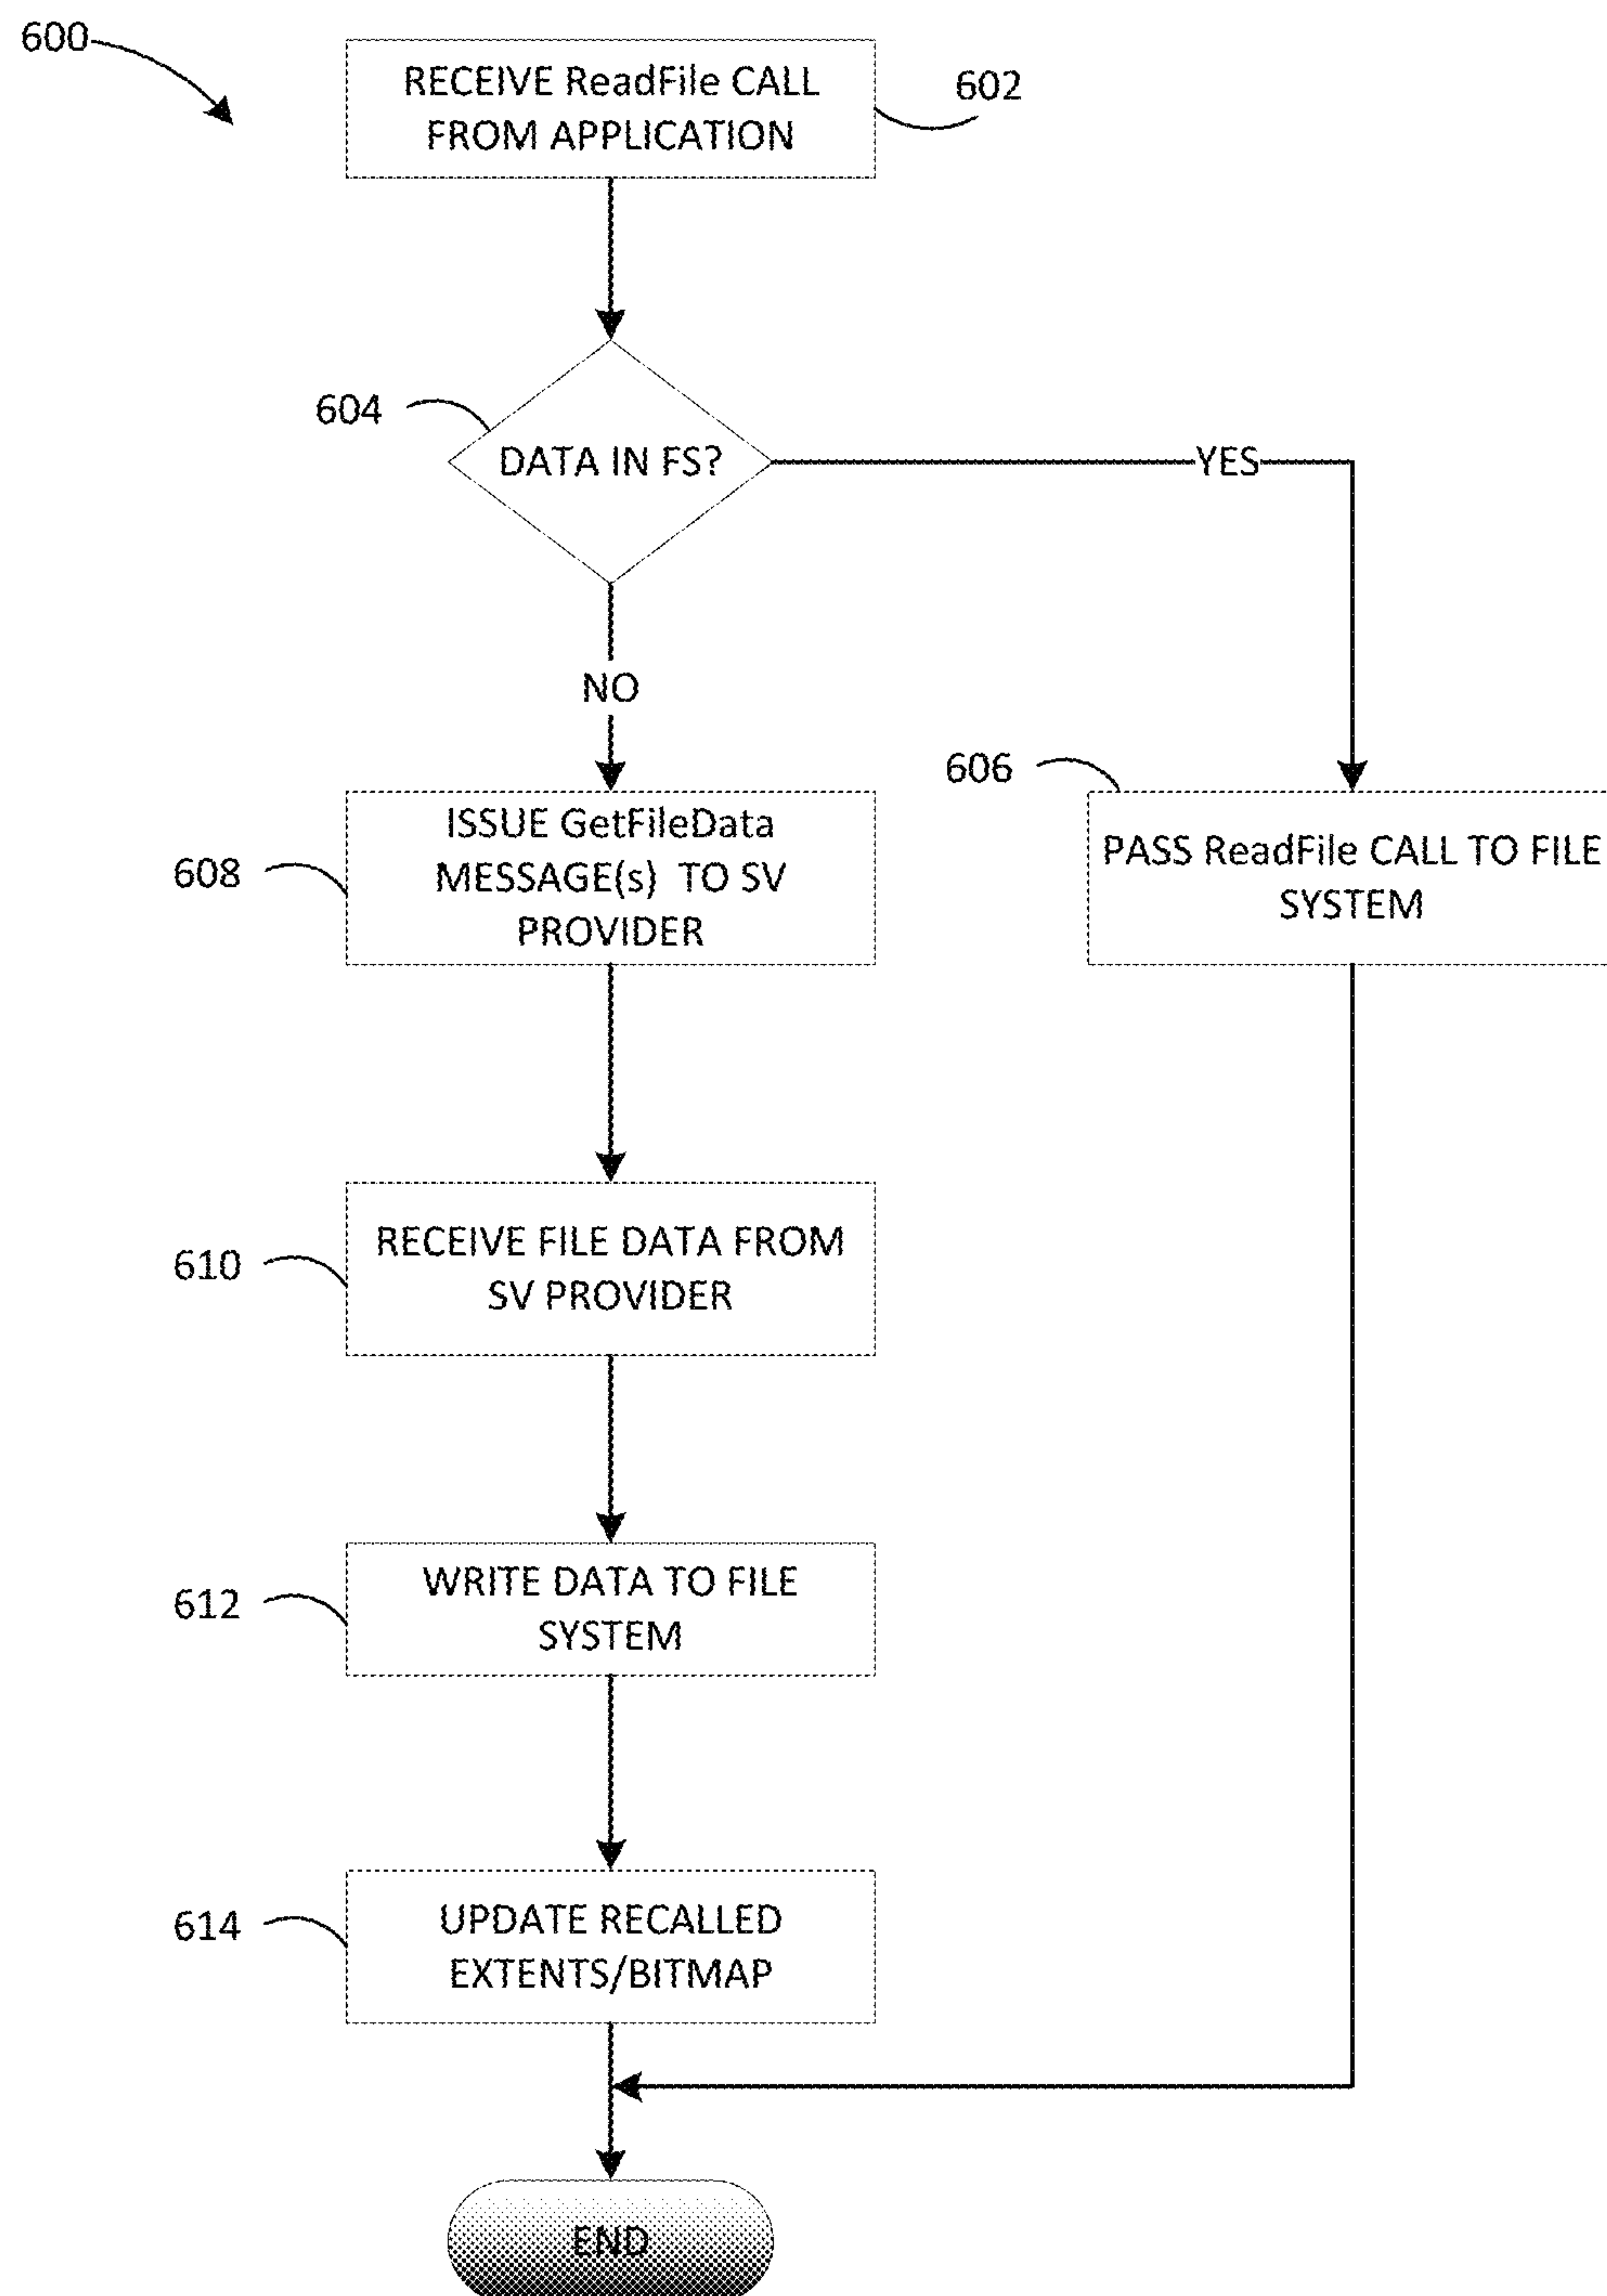 600
RECEIVE ReadFile CALL
FROM APPLICATION
602
604
DATA IN FS?
YES
NO
608
ISSUE GetFileData
MESSAGE(s) TO SV
PROVIDER
606
PASS ReadFile CALL TO FILE
SYSTEM
610
RECEIVE FILE DATA FROM
SV PROVIDER
612
WRITE DATA TO FILE
SYSTEM
614
UPDATE RECALLED
EXTENTS/BITMAP
END